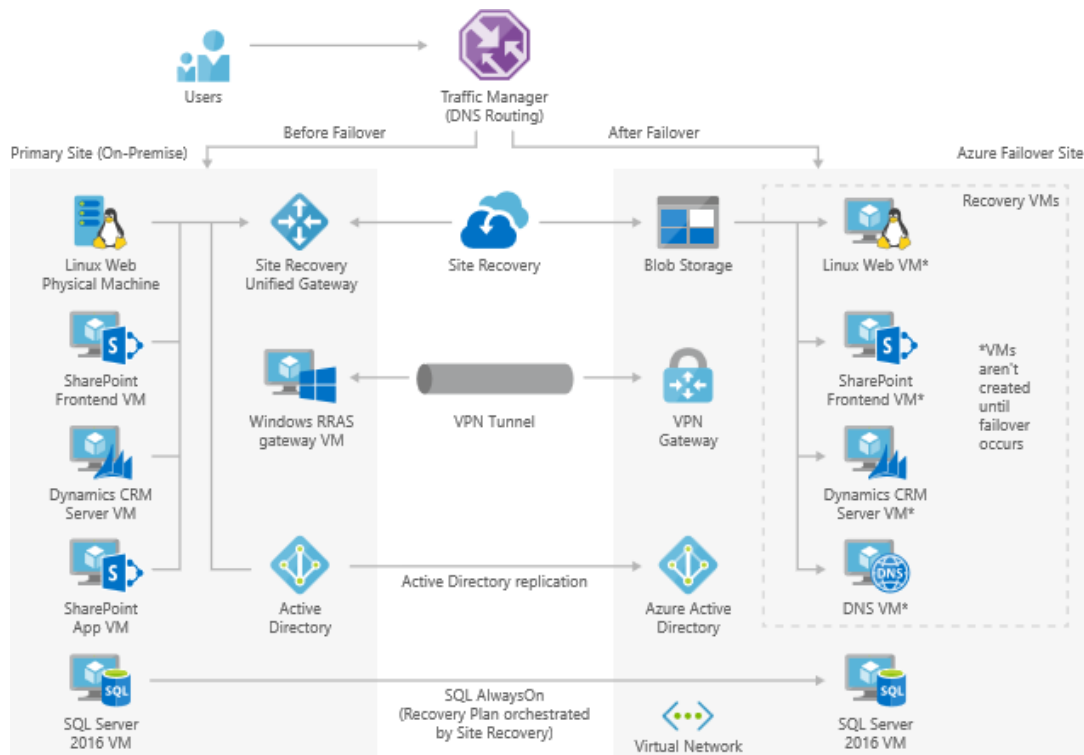 Users
Traffic Manager
(DNS Routing)
Before Failover
After Failover
Primary Site (On-Premise)
Azure Failover Site
Linux Web
Physical Machine
Site Recovery
Unified Gateway
Site Recovery
Blob Storage
Recovery VMs
Linux Web VM*
S
SharePoint
Frontend VM
Windows RRAS
gateway VM
VPN Tunnel
VPN
Gateway
S
SharePoint
Frontend VM*
*VMs
aren't
created
until
failover
occurs
Dynamics CRM
Server VM
Dynamics CRM
Server VM*
S
SharePoint
App VM
Active
Directory
Active Directory replication
Azure Active
Directory
DNS
DNS VM*
SQL
SQL Server
2016 VM
SQL AlwaysOn
(Recovery Plan orchestrated
by Site Recovery)
Virtual Network
SQL
SQL Server
2016 VM